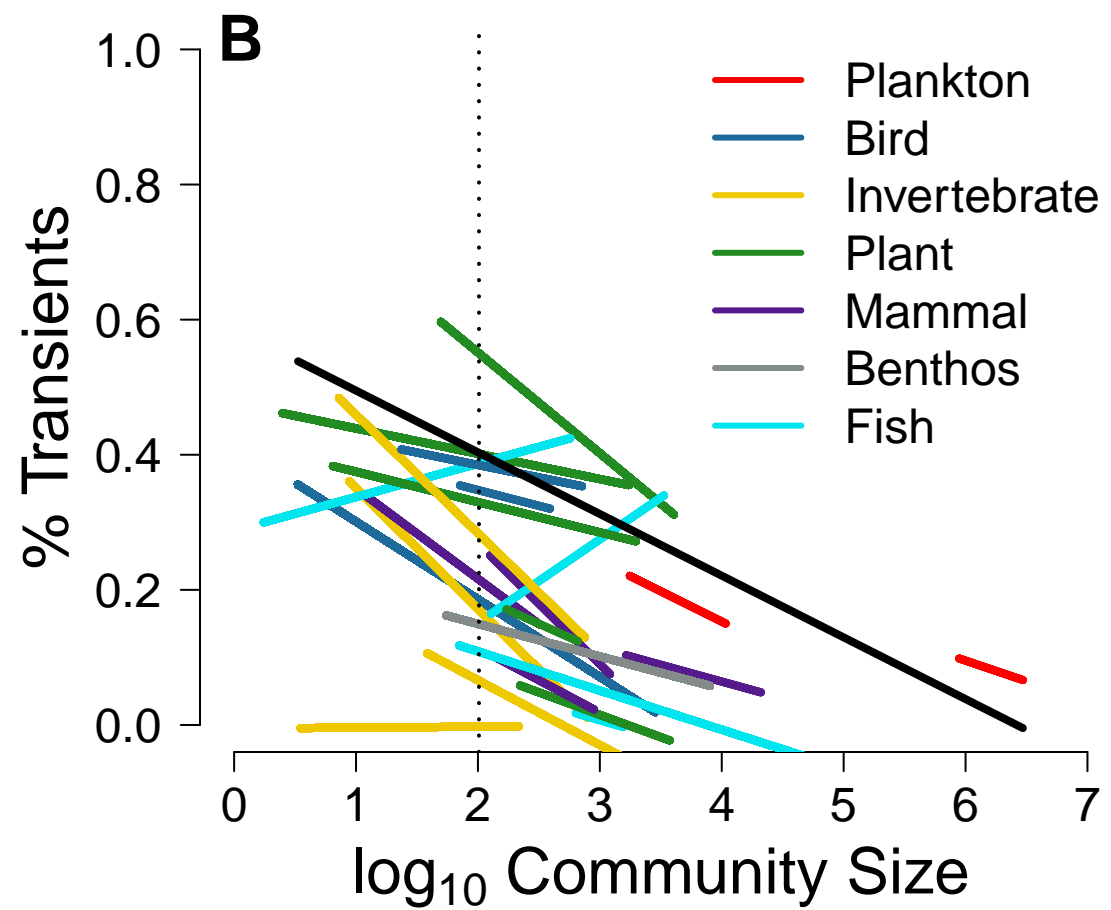 B
1.0
0.8
0.6
0.4
0.2
0.0
% Transients
Plankton
Bird
Invertebrate
Plant
Mammal
Benthos
Fish
0 1 2 3 4 5 6 7
log10 Community Size